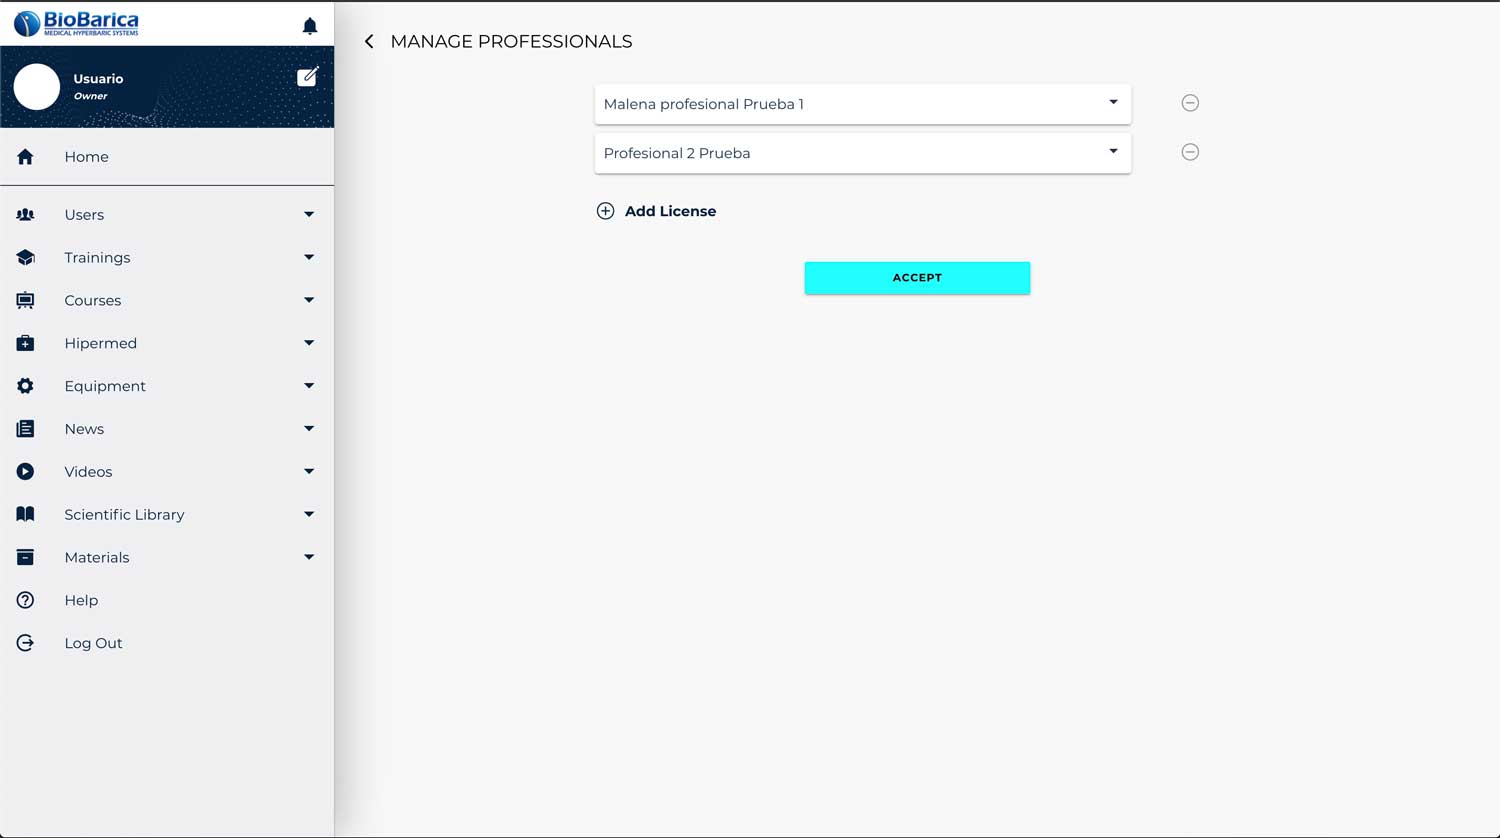 BioBarica
MEDICAL HYPERBARIC SYSTEMS
Usuario
Owner
Home
Users
Trainings
Courses
Hipermed
Equipment
News
Videos
Scientific Library
Materials
Help
Log Out
MANAGE PROFESSIONALS
Malena profesional Prueba 1
Profesional 2 Prueba
Add License
ACCEPT